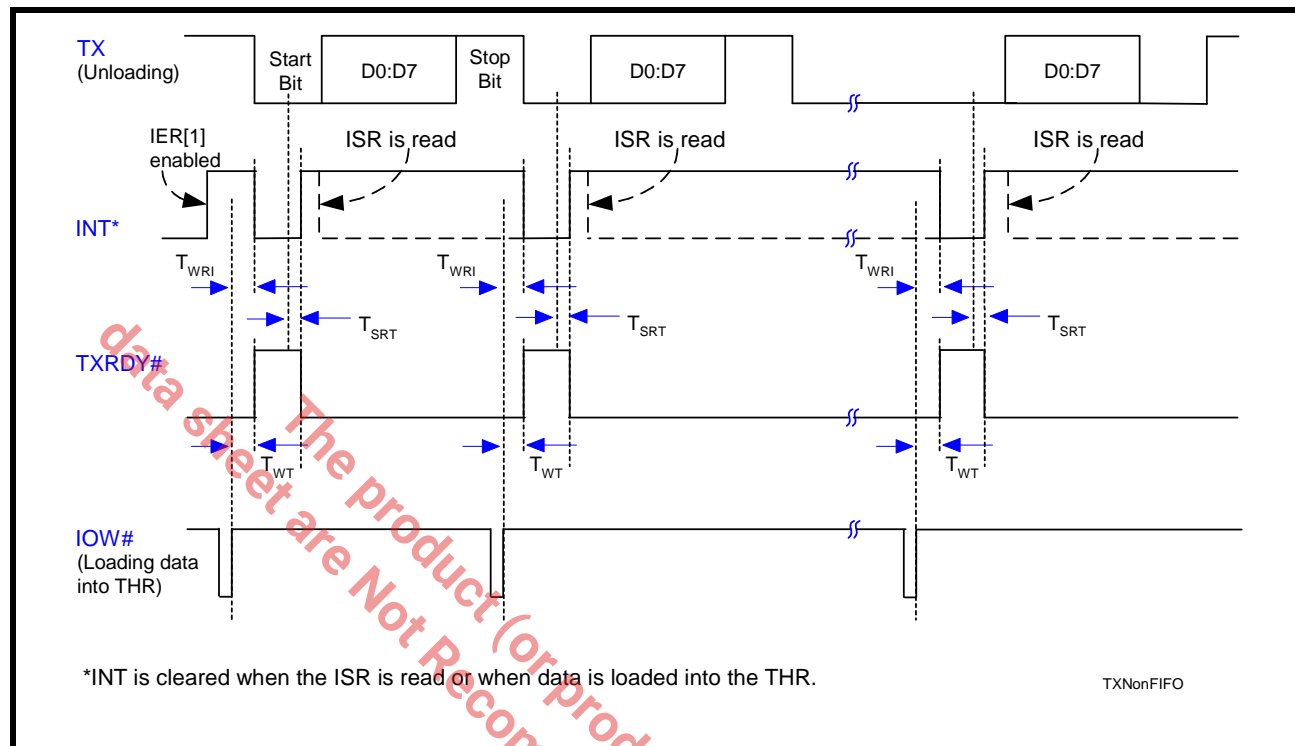 TX
(Unloading)
Start
Bit
D0:D7
Stop
Bit
D0:D7
D0:D7
IER[1]
enabled
ISR is read
ISR is read
ISR is read
INT*
TWRI
TWRI
TWRI
TSRT
TSRT
TSRT
TXRDY#
TWT
TWT
TWT
IOW#
(Loading data
into THR)
*INT is cleared when the ISR is read or when data is loaded into the THR.
TXNonFIFO
The product (or prod
data sheet are Not Recom